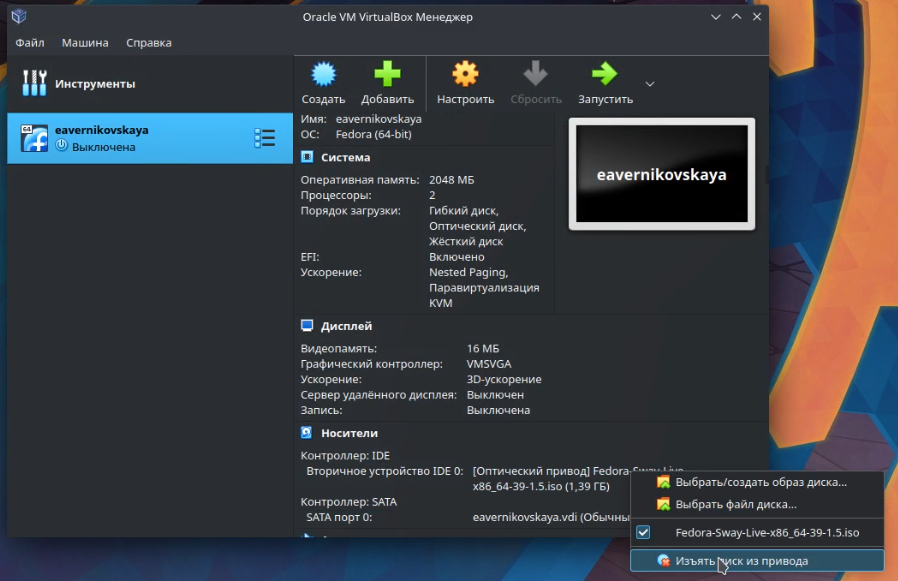 Oracle VM VirtualBox Менеджер
Файл Машина Справка
Инструменты
Создать Добавить Настроить Сбросить Запустить
64
eavernikovskaya
Выключена
Имя: eavernikovskaya
ОС: Fedora (64-bit)
Система
Оперативная память: 2048 МБ
Процессоры: 2
Порядок загрузки: Гибкий диск,
Оптический диск,
Жёсткий диск
EFI: Включено
Ускорение: Nested Paging,
Паравиртуализация
KVM
eavernikovskaya
Дисплей
Видеопамять: 16 МБ
Графический контроллер: VMSVGA
Ускорение: 3D-ускорение
Сервер удалённого дисплея: Выключен
Запись: Выключена
Носители
Контроллер: IDE
Вторичное устройство IDE 0: [Оптический привод] Fedora-Sway-Live-
x86_64-39-1.5.iso (1,39 ГБ)
Контроллер: SATA
SATA порт 0: eavernikovskaya.vdi (Обычны
Выбрать/создать образ диска...
Выбрать файл диска...
Fedora-Sway-Live-x86_64-39-1.5.iso
Изъять диск из привода